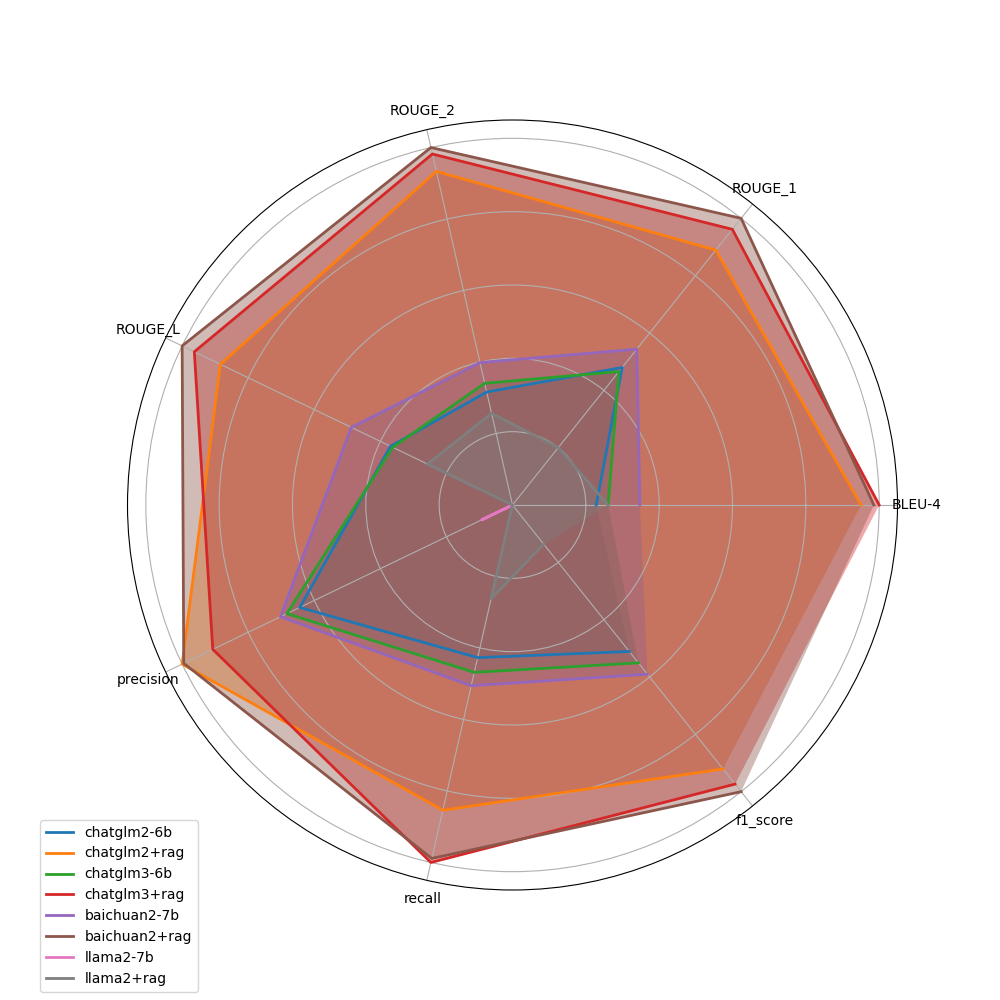 ROUGE_2
ROUGE_1
ROUGE_L
BLEU-4
precision
f1_score
recall
chatglm2-6b
chatglm2+rag
chatglm3-6b
chatglm3+rag
baichuan2-7b
baichuan2+rag
llama2-7b
llama2+rag